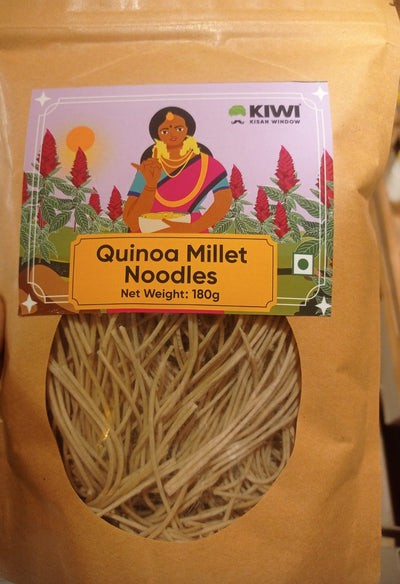 KIWI
KISAN WINDOW
Quinoa Millet
Noodles
Net Weight: 180g